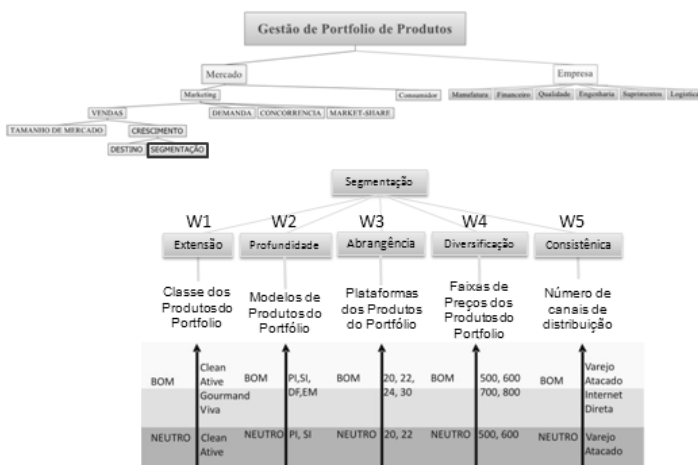 Gestão de Portfolio de Produtos
Mercado
Empresa
Marketing
Consumidor
Manufatura Financeiro Qualidade Engenharia Suprimentos Logística
VENDAS
DEMANDA CONCORRENCIA MARKET-SHARE
TAMANHO DE MERCADO
CRESCIMENTO
DESTINO SEGMENTAÇÃO
Segmentação
W1 W2 W3 W4 W5
Extensão Profundidade Abrangência Diversificação Consistênica
Classe dos
Produtos do
Portfolio
Modelos de
Produtos do
Portfólio
Plataformas
dos Produtos
do Portfólio
Faixas de
Preços dos
Produtos do
Portfolio
Número de
canais de
distribuição
BOM
Clean
Ative
Gourmand
Viva
BOM
PI,SI,
DF,EM
BOM
20, 22,
24, 30
BOM
500, 600
700, 800
BOM
Varejo
Atacado
Internet
Direta
NEUTRO
Clean
Ative
NEUTRO
PI, SI
NEUTRO
20, 22
NEUTRO
500, 600
NEUTRO
Varejo
Atacado